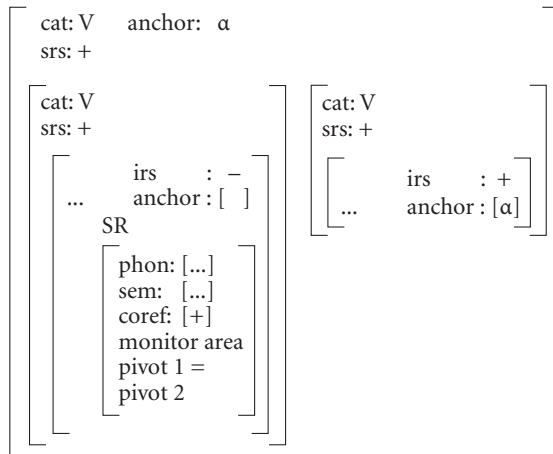 cat: V anchor: α
srs: +
cat: V
srs: +
irs : –
... anchor : [ ]
SR
phon: [...]
sem: [...]
coref: [+]
monitor area
pivot 1 =
pivot 2
cat: V
srs: +
irs : +
... anchor : [α]